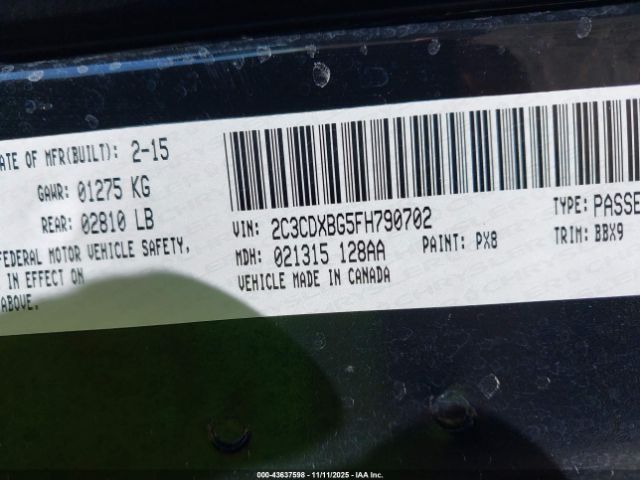 ATE OF MFR(BUILT): 2-15
GAWR: 01275 KG
REAR: 02810 LB
FEDERAL MOTOR VEHICLE SAFETY,
IN EFFECT ON
ABOVE.
VIN: 2C3CDXBG5FH790702
TYPE: PASSE
MDH: 021315 128AA PAINT: PX8 TRIM: BBX9
VEHICLE MADE IN CANADA
000-43637598 - 11/11/2025 - IAA Inc.